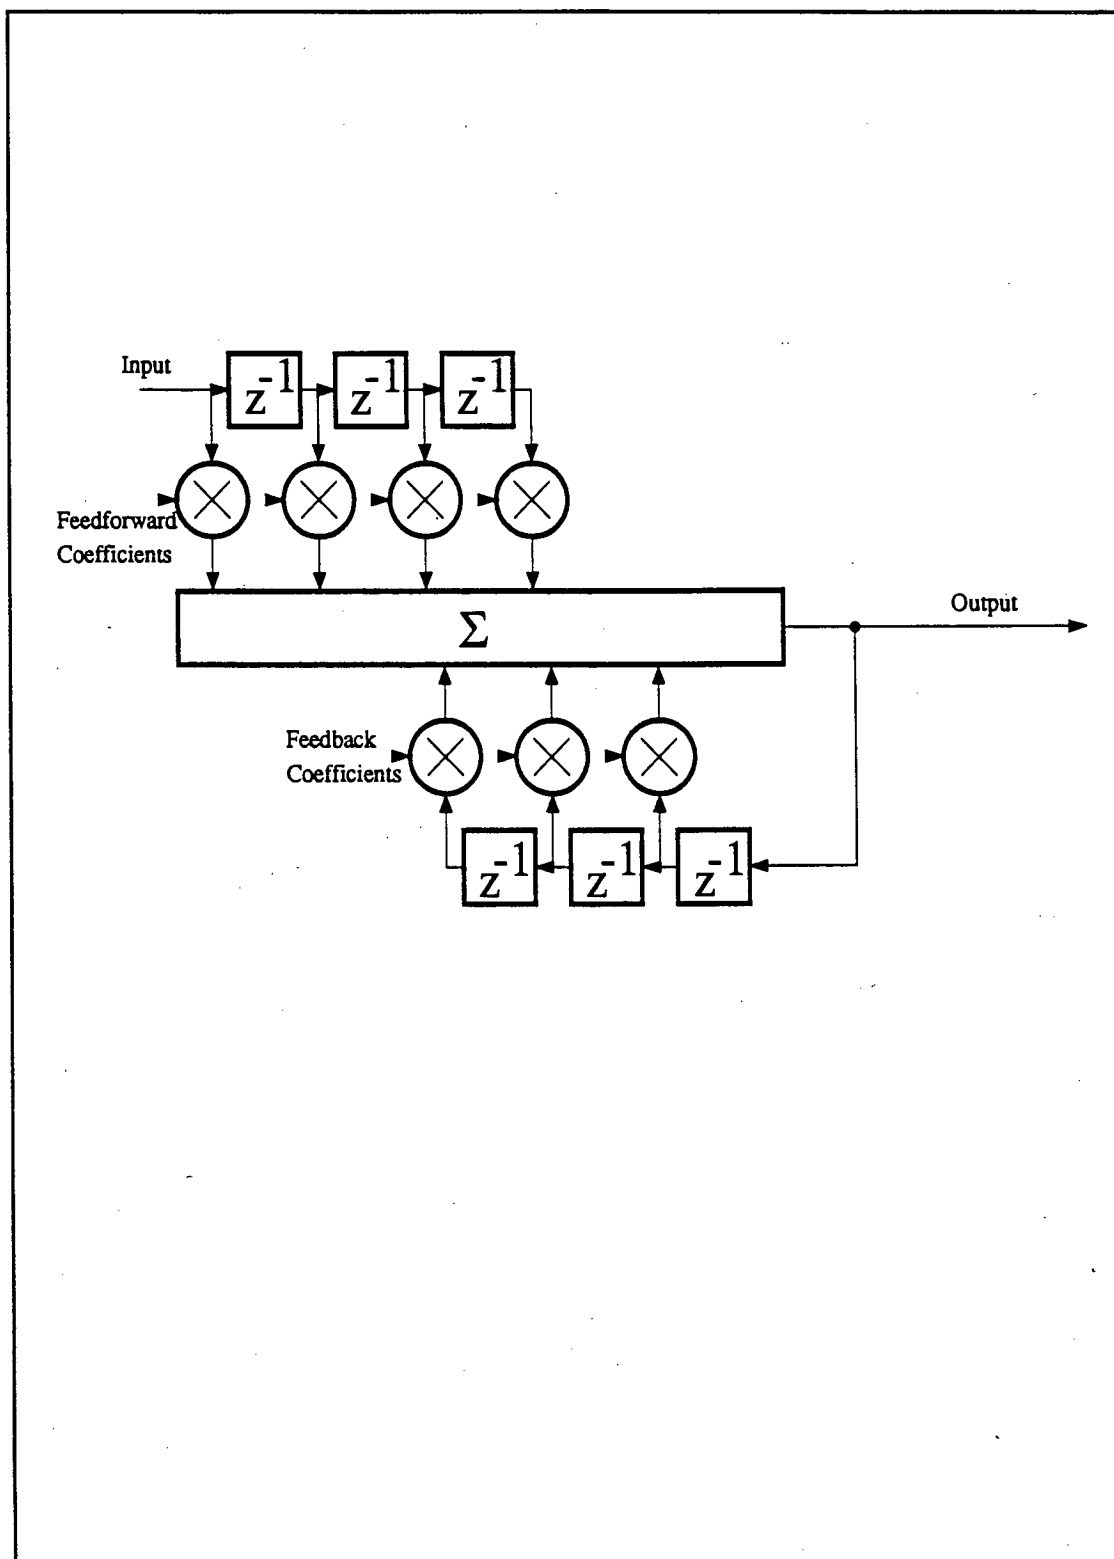 Input
z-1 z-1 z-1
Feedforward
Coefficients
Σ
Output
Feedback
Coefficients
z-1 z-1 z-1